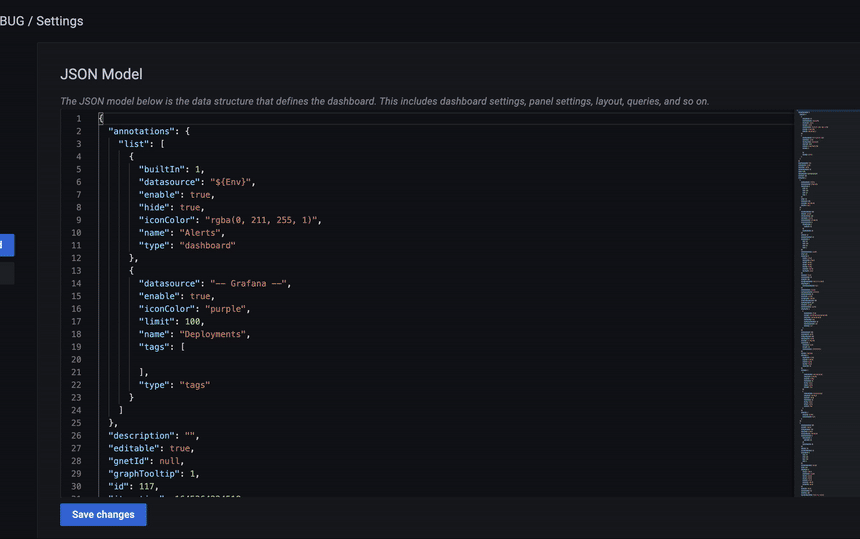 BUG / Settings
JSON Model
The JSON model below is the data structure that defines the dashboard. This includes dashboard settings, panel settings, layout, queries, and so on.
1 {
2 "annotations": {
3 "list": [
4 {
5 "builtIn": 1,
6 "datasource": "${Env}",
7 "enable": true,
8 "hide": true,
9 "iconColor": "rgba(0, 211, 255, 1)",
10 "name": "Alerts",
11 "type": "dashboard"
12 },
13 {
14 "datasource": "-- Grafana --",
15 "enable": true,
16 "iconColor": "purple",
17 "limit": 100,
18 "name": "Deployments",
19 "tags": [
20
21 ],
22 "type": "tags"
23 }
24 ]
25 },
26 "description": "",
27 "editable": true,
28 "gnetId": null,
29 "graphTooltip": 1,
30 "id": 117,
Save changes